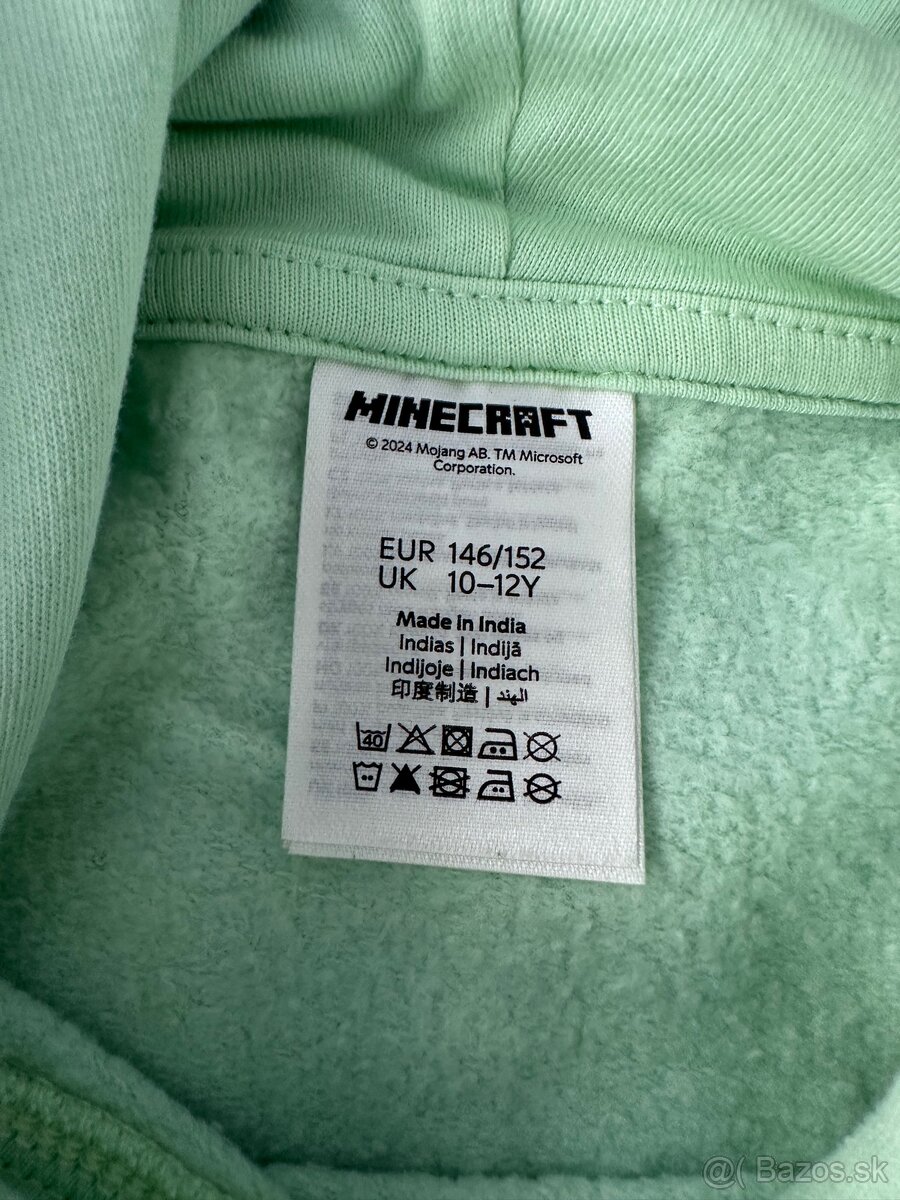 MINECRAFT
© 2024 Mojang AB. TM Microsoft
Corporation.
EUR 146/152
UK 10–12Y
Made in India
Indias | Indijā
Indijoje | Indiach
印度制造 | الهند
40
@( Bazos.sk